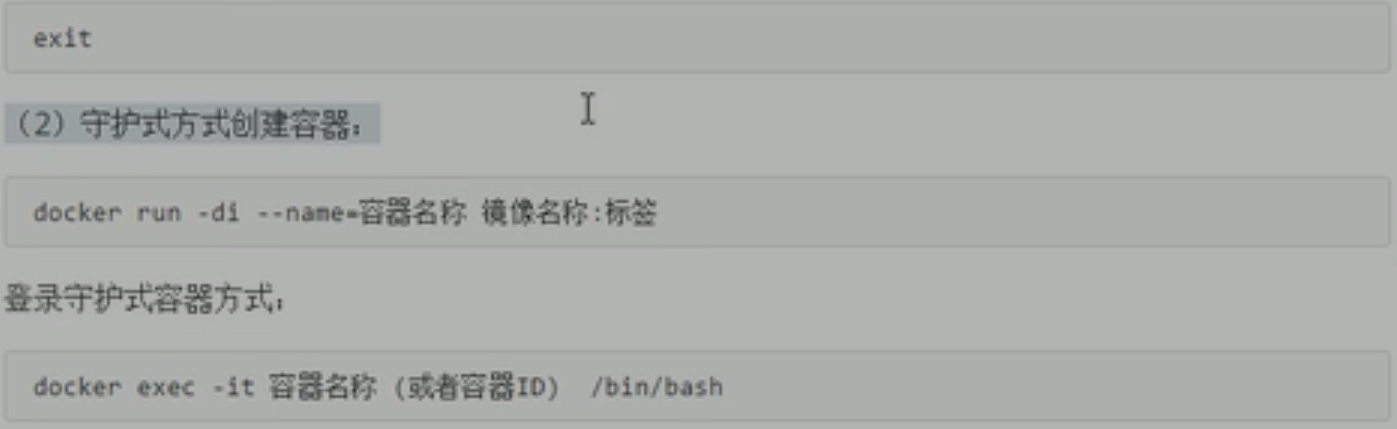 exit
（2）守护式方式创建容器：
docker run -di --name=容器名称 镜像名称:标签
登录守护式容器方式：
docker exec -it 容器名称 (或者容器ID)  /bin/bash